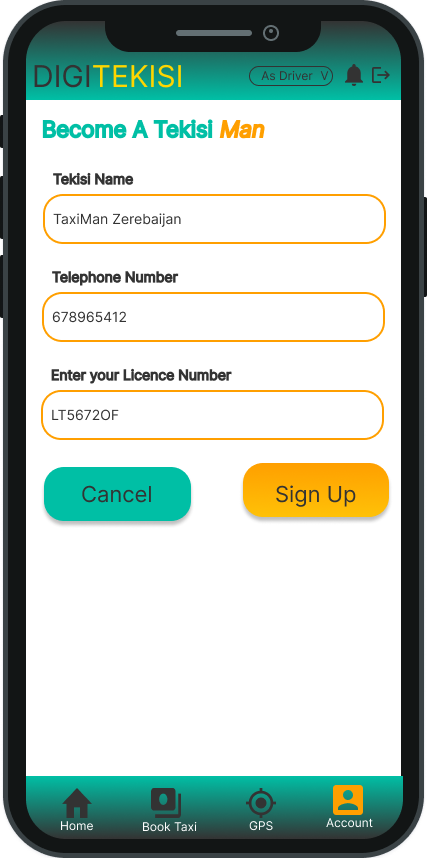 DIGITEKISI
As Driver V
Become A Tekisi Man
Tekisi Name
TaxiMan Zerebaijan
Telephone Number
678965412
Enter your Licence Number
LT5672OF
Cancel
Sign Up
Home
Book Taxi
GPS
Account